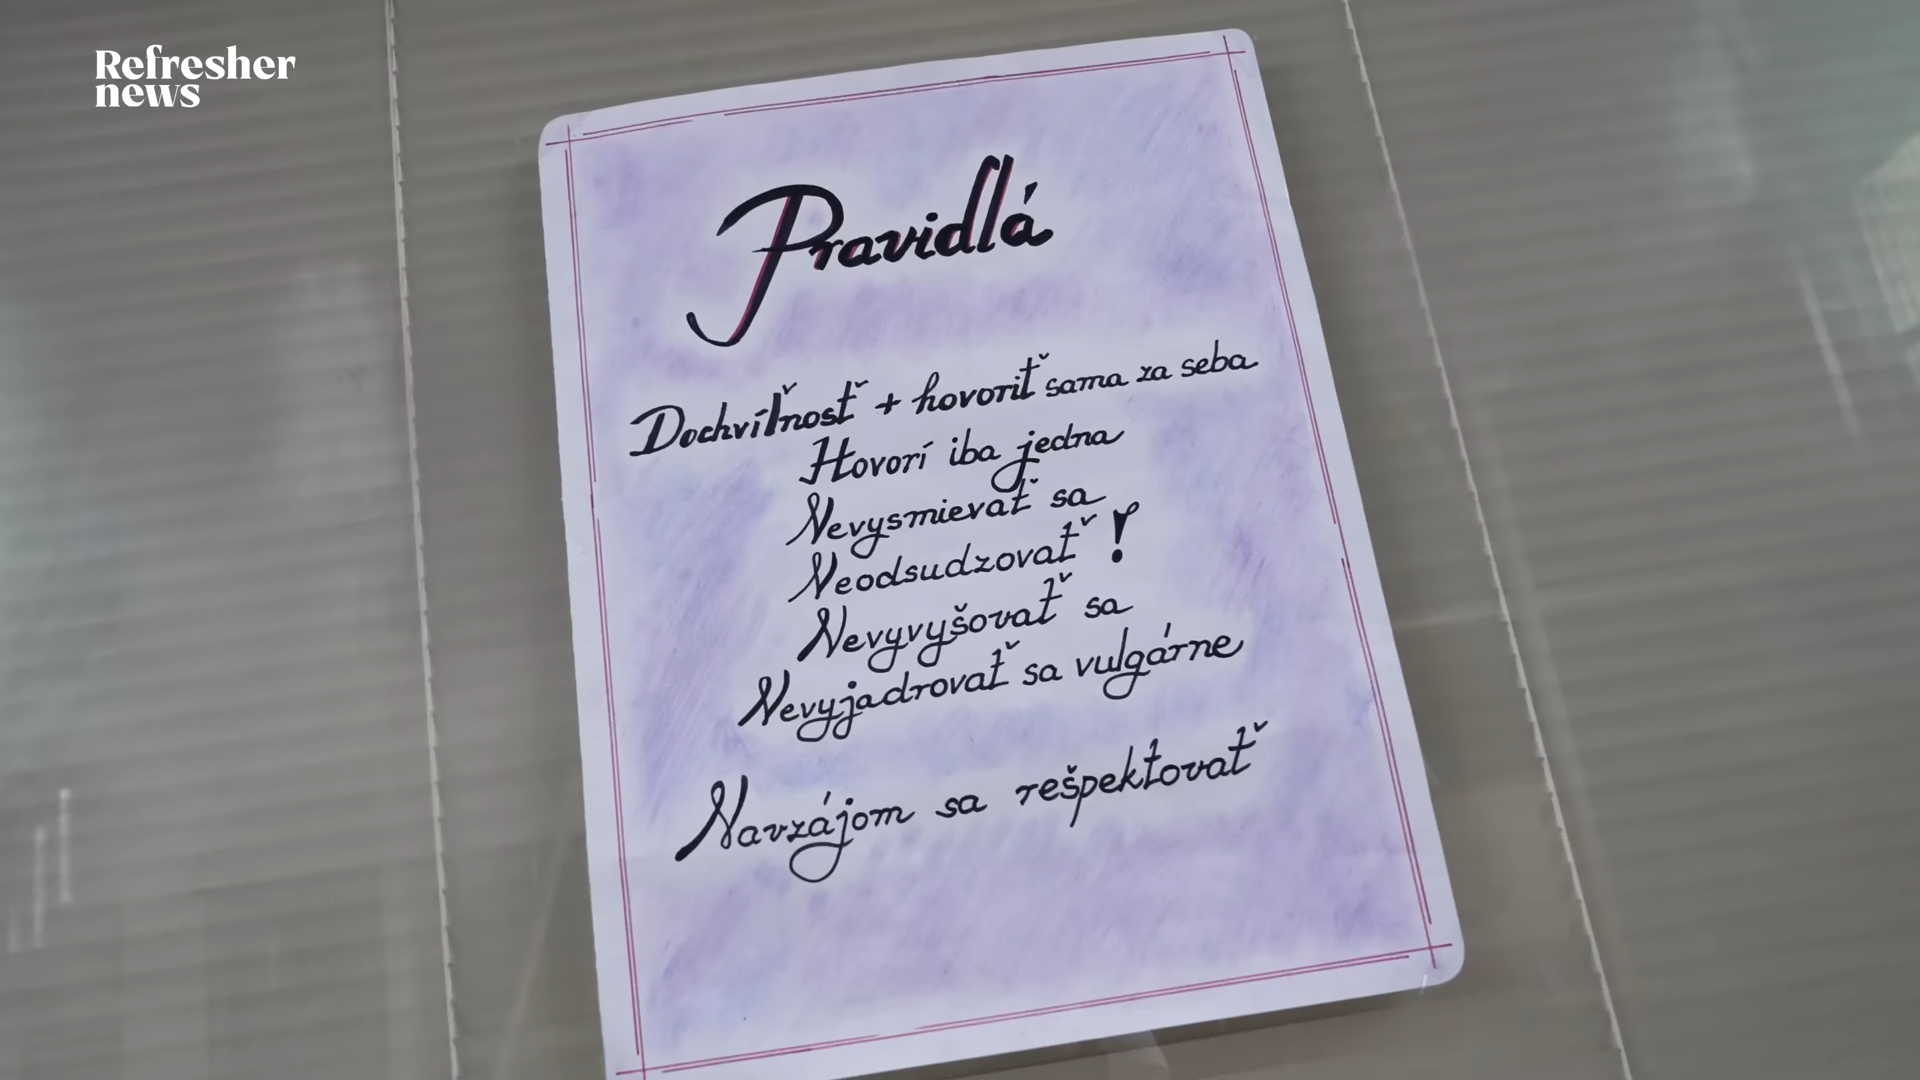 Refresher
news
Pravidlá
Dochvíľnosť + hovoriť sama za seba
Hovorí iba jedna
Nevysmievať sa
Neodsudzovať !
Nevyvyšovať sa
Nevyjadrovať sa vulgárne
Navzájom sa rešpektovať